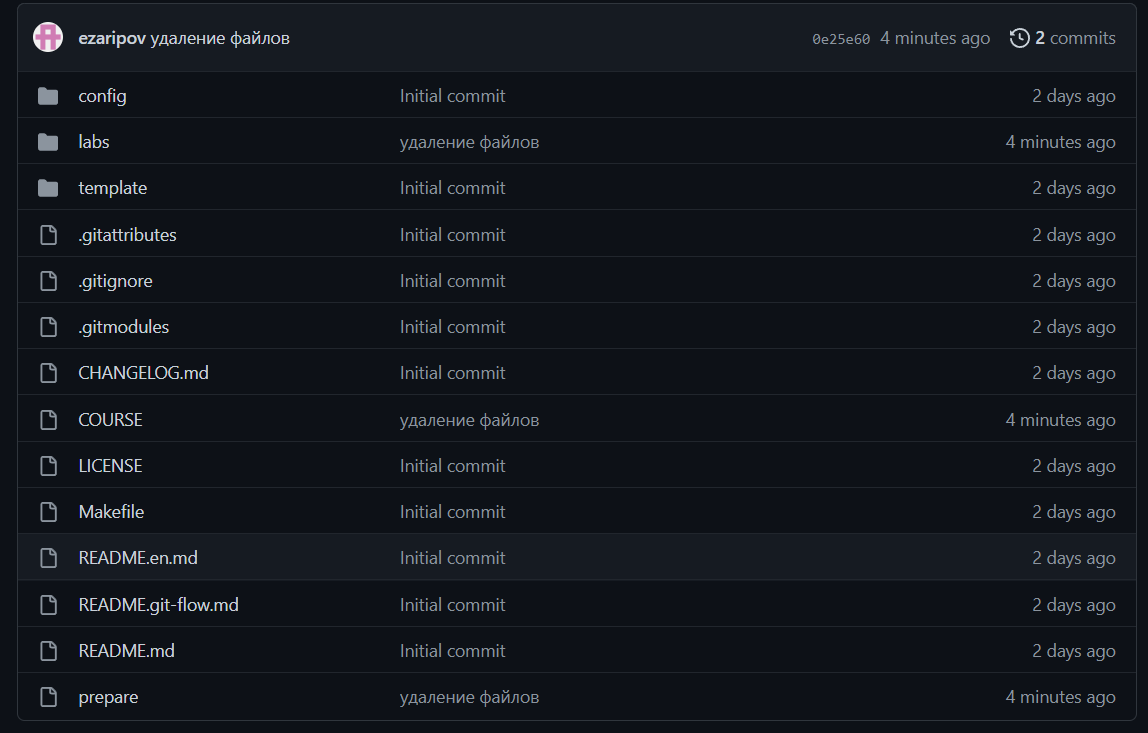 ezaripov удаление файлов 0e25e60 4 minutes ago 2 commits
config Initial commit 2 days ago
labs удаление файлов 4 minutes ago
template Initial commit 2 days ago
.gitattributes Initial commit 2 days ago
.gitignore Initial commit 2 days ago
.gitmodules Initial commit 2 days ago
CHANGELOG.md Initial commit 2 days ago
COURSE удаление файлов 4 minutes ago
LICENSE Initial commit 2 days ago
Makefile Initial commit 2 days ago
README.en.md Initial commit 2 days ago
README.git-flow.md Initial commit 2 days ago
README.md Initial commit 2 days ago
prepare удаление файлов 4 minutes ago